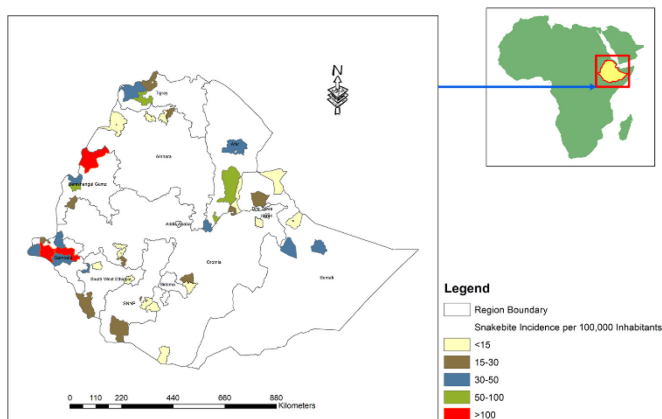 N
Tigray
Afar
Amhara
Benishangul Gumz
Dire Dawa
Harari
Addis Ababa
Gambela
Oromia
Somali
South West Ethiopia
Sidama
SNNP
0 110 220 440 660 880
Kilometers
Legend
Region Boundary
Snakebite Incidence per 100,000 Inhabitants
<15
15-30
30-50
50-100
>100